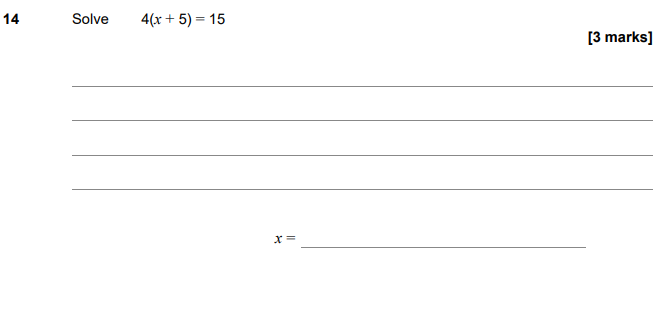 14 Solve 4(x + 5) = 15
[3 marks]
x =